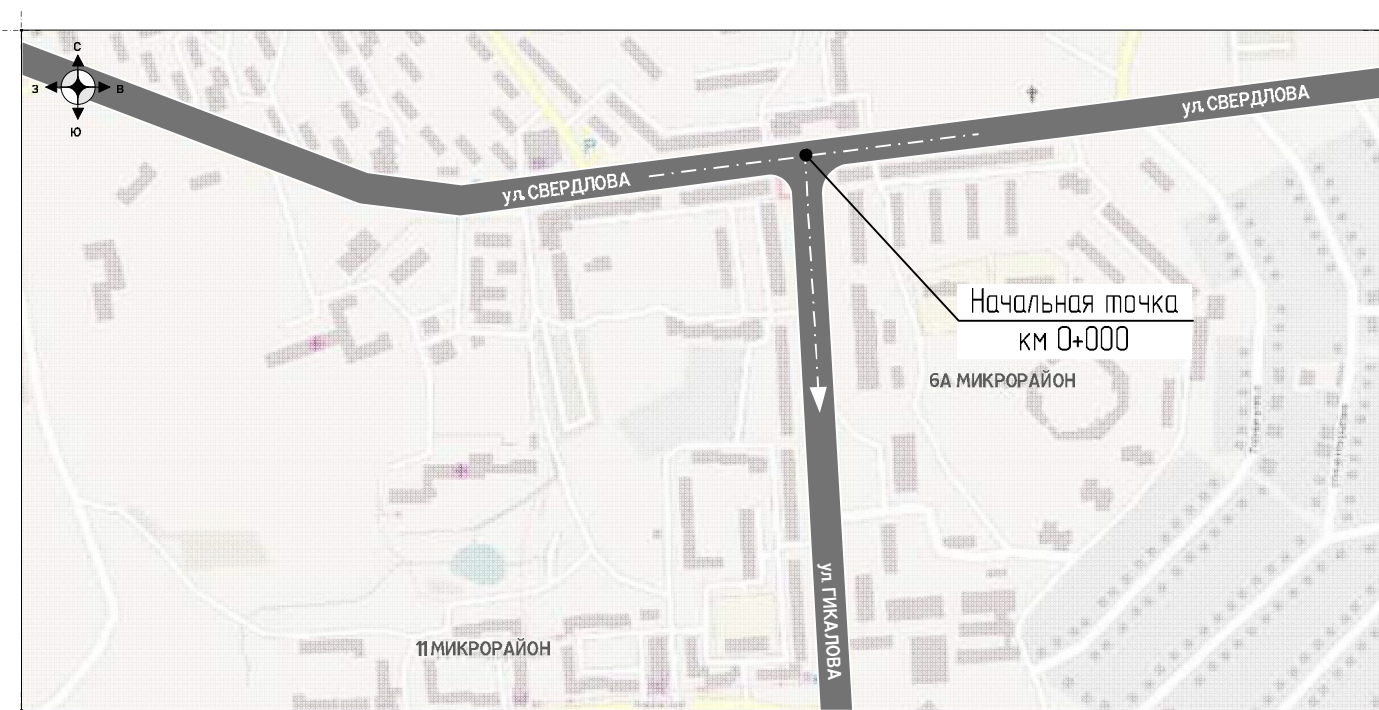 С
З
В
Ю
ул. СВЕРДЛОВА
ул. СВЕРДЛОВА
Начальная точка
км 0+000
6А МИКРОРАЙОН
ул. ГИКАЛОВА
11 МИКРОРАЙОН